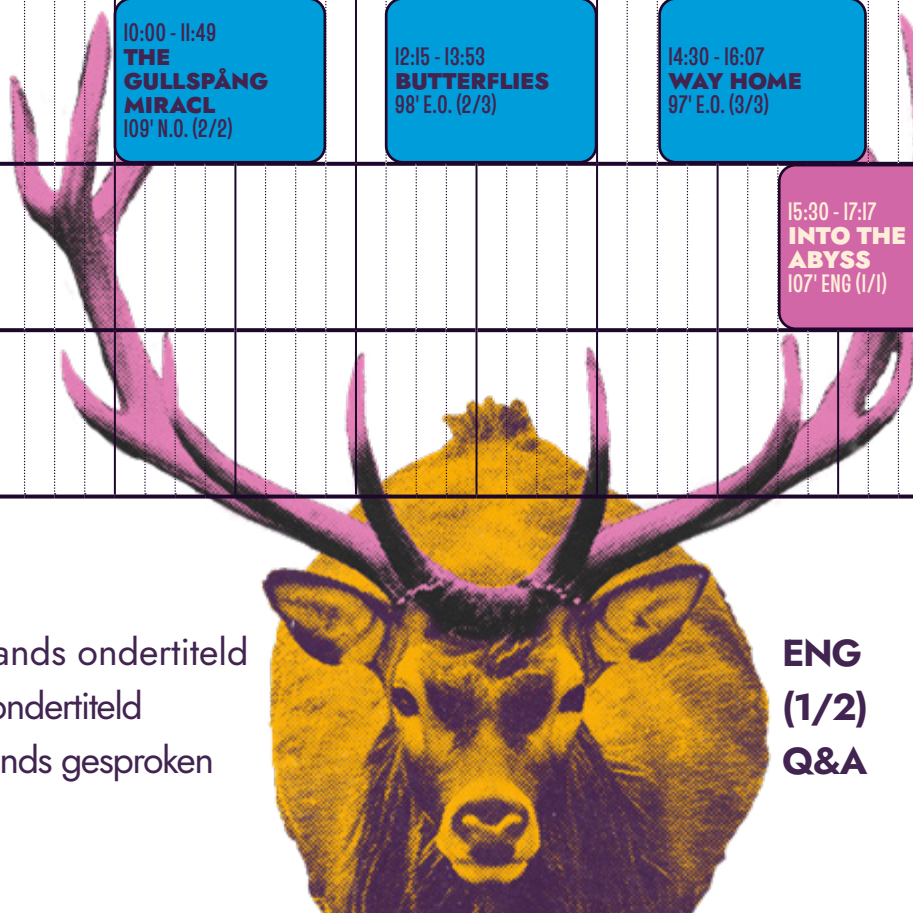 10:00 - 11:49
THE
GULLSPÅNG
MIRACL
109' N.O. (2/2)
12:15 - 13:53
BUTTERFLIES
98' E.O. (2/3)
14:30 - 16:07
WAY HOME
97' E.O. (3/3)
15:30 - 17:17
INTO THE
ABYSS
107' ENG (1/1)
ands ondertiteld
ondertiteld
nds gesproken
ENG
(1/2)
Q&A